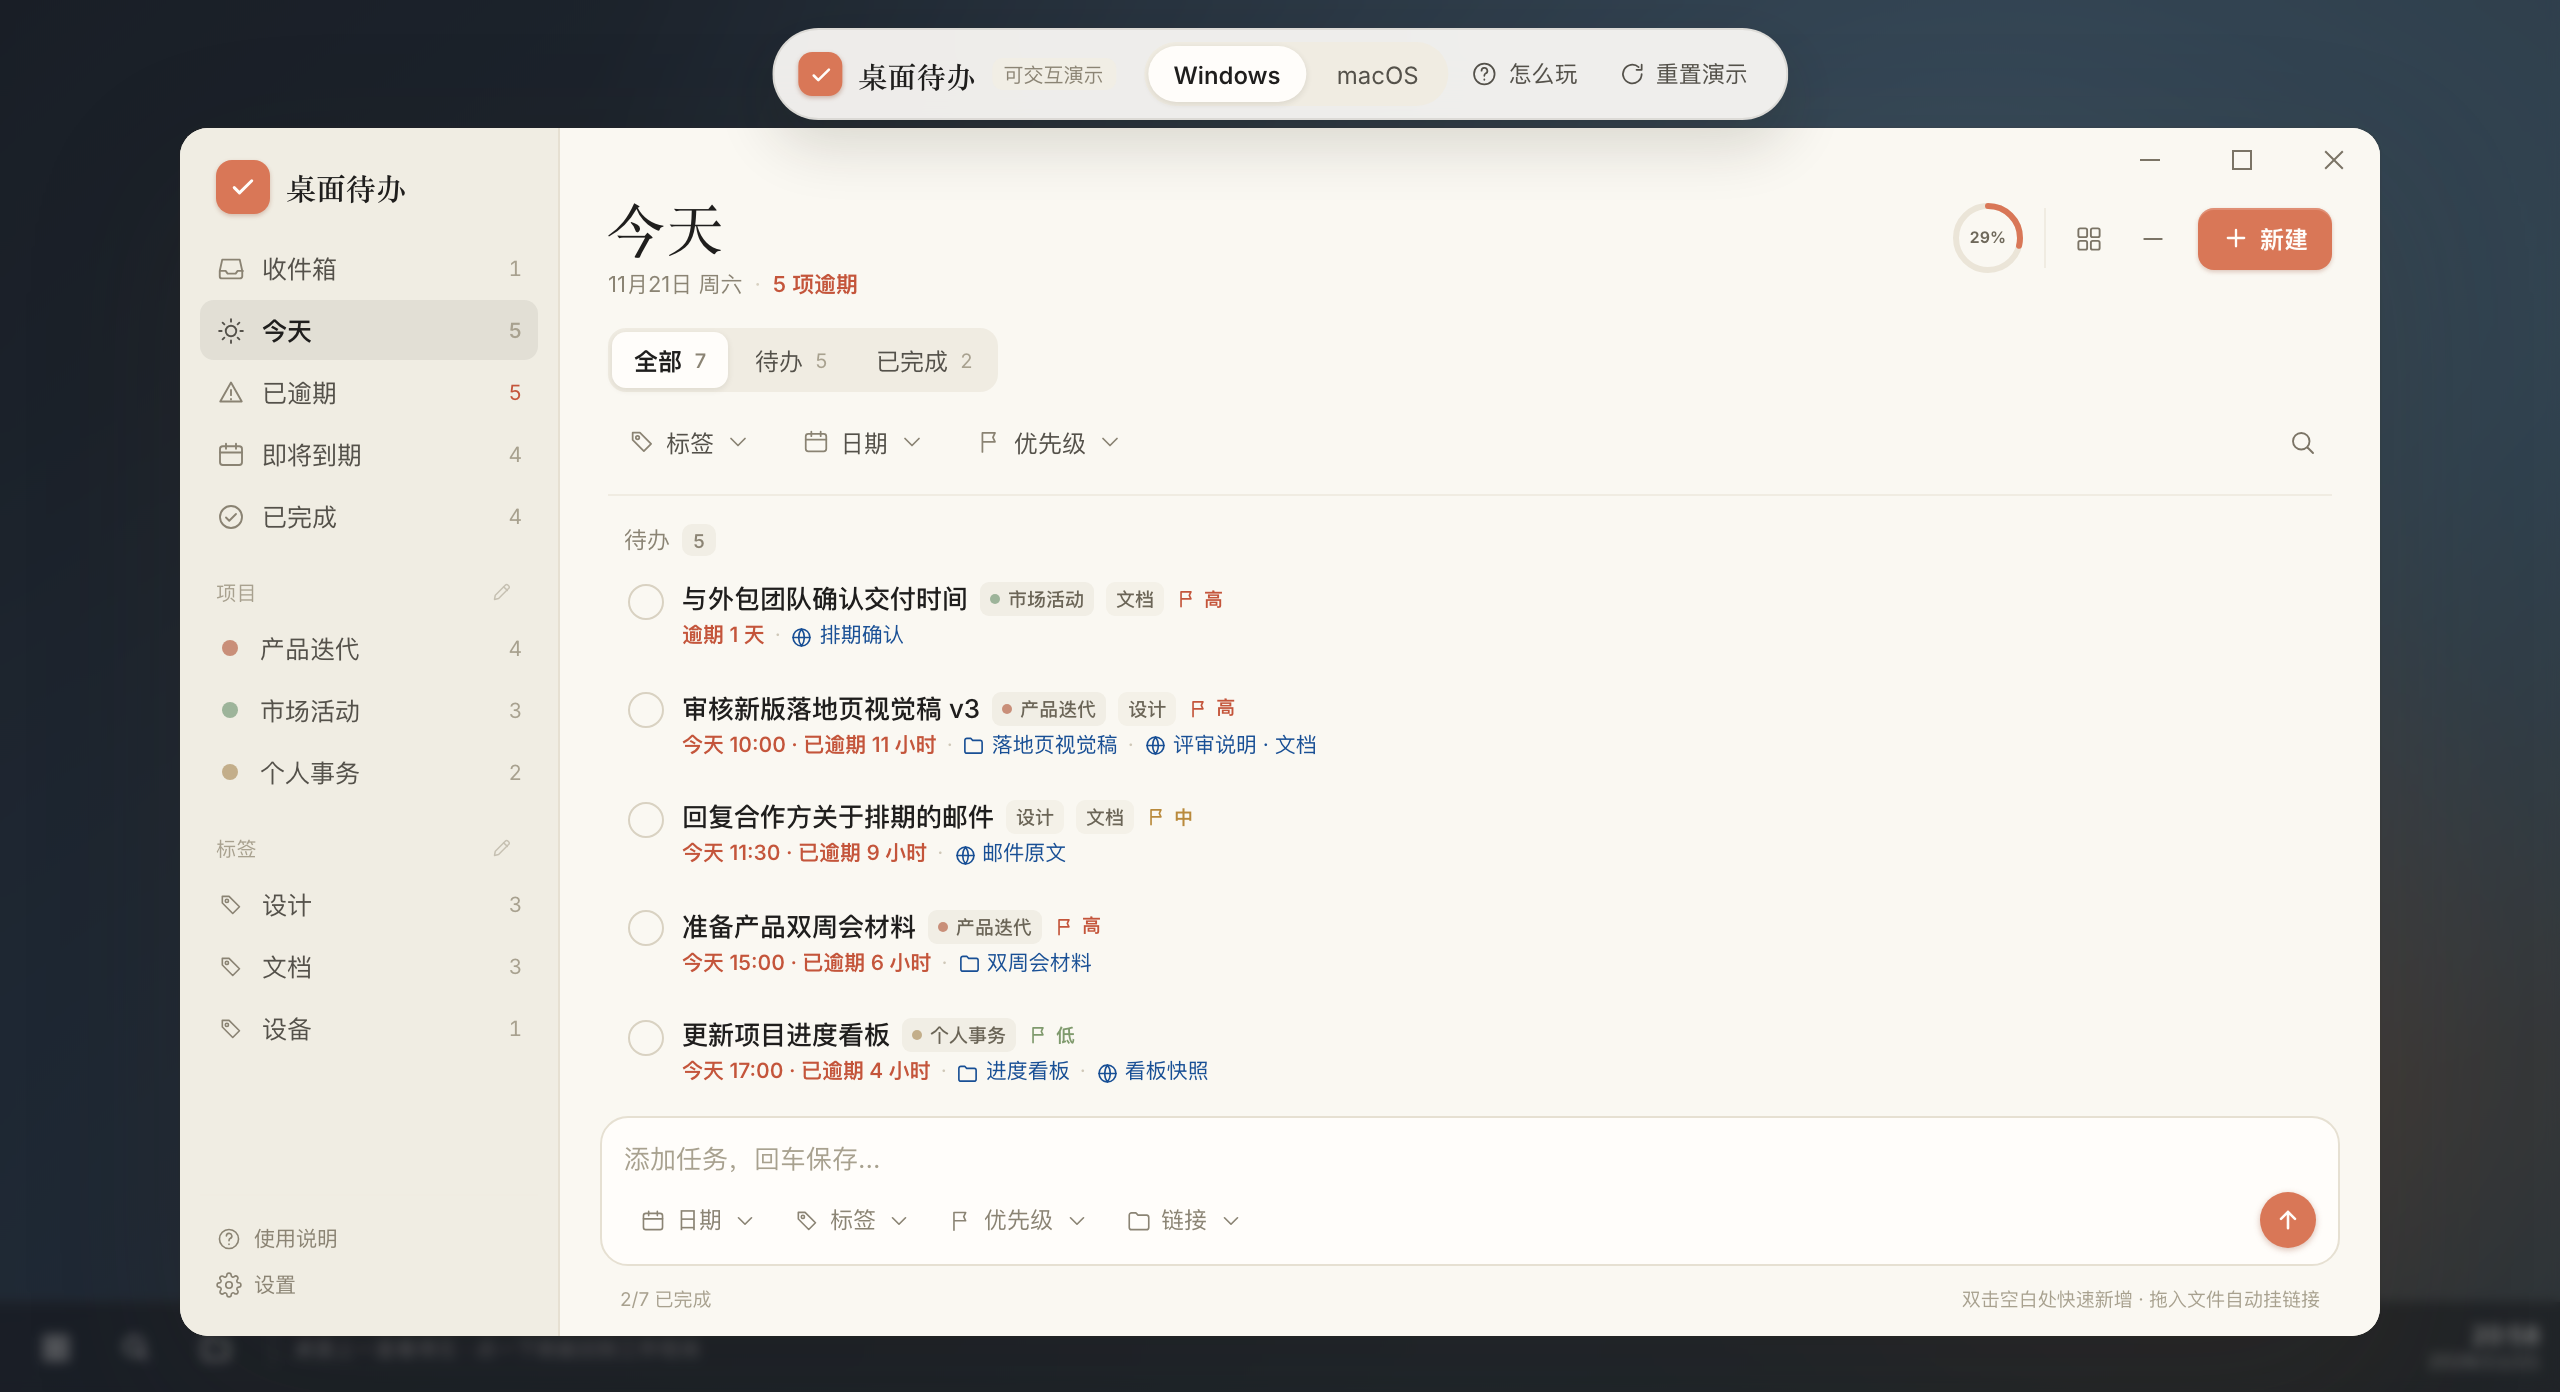 桌面待办 可交互演示 Windows macOS 怎么玩 重置演示
桌面待办
收件箱 1
今天 5
已逾期 5
即将到期 4
已完成 4
项目
产品迭代 4
市场活动 3
个人事务 2
标签
设计 3
文档 3
设备 1
使用说明
设置
今天
11月21日 周六 · 5 项逾期
29%
新建
全部 7 待办 5 已完成 2
标签 日期 优先级
待办 5
与外包团队确认交付时间 市场活动 文档 高
逾期 1 天 · 排期确认
审核新版落地页视觉稿 v3 产品迭代 设计 高
今天 10:00 · 已逾期 11 小时 · 落地页视觉稿 · 评审说明 · 文档
回复合作方关于排期的邮件 设计 文档 中
今天 11:30 · 已逾期 9 小时 · 邮件原文
准备产品双周会材料 产品迭代 高
今天 15:00 · 已逾期 6 小时 · 双周会材料
更新项目进度看板 个人事务 低
今天 17:00 · 已逾期 4 小时 · 进度看板 · 看板快照
添加任务，回车保存...
日期 标签 优先级 链接
2/7 已完成 双击空白处快速新增 · 拖入文件自动挂链接